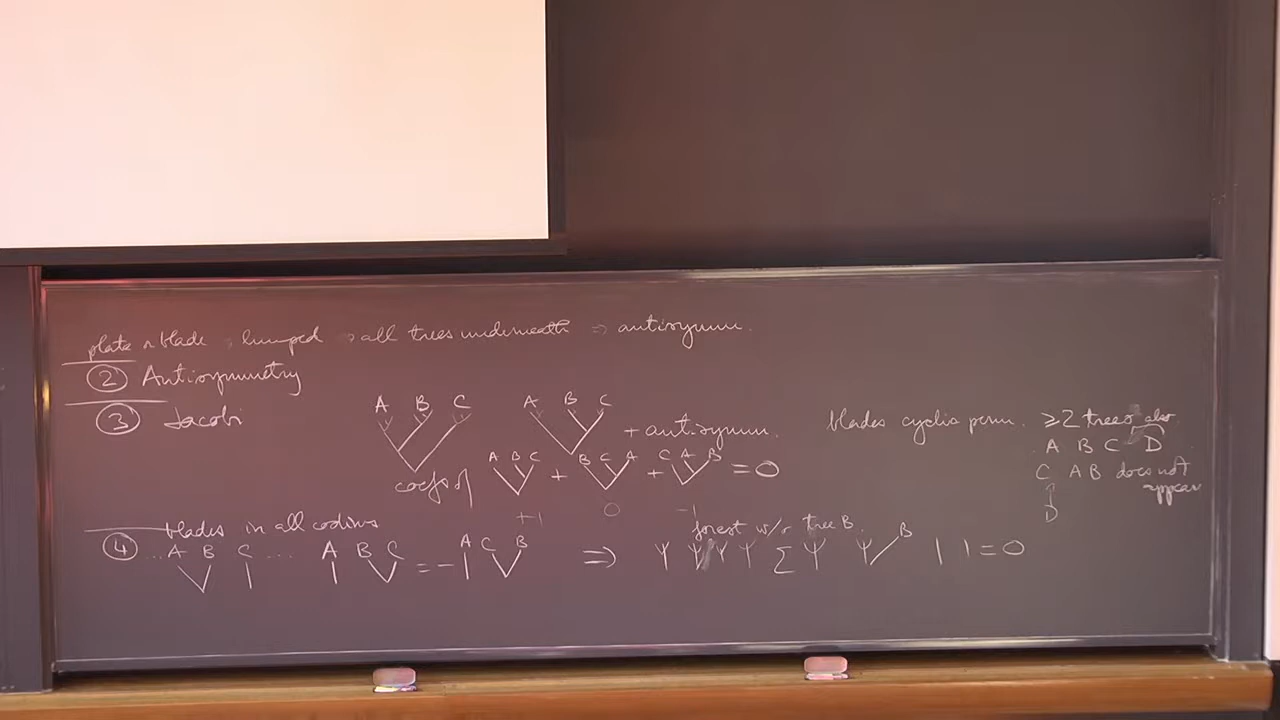 plate n blade, lumped → all trees underneath ⇒ antisymm.
② Antisymmetry
③ Jacobi
A B C A B C + antisymm.
coefs of A B C + B C A + C A B = 0
+1 0 -1
blades cyclic perm. ≥2 trees also
A B C D
C A B does not appear
D
blades in all codims
④ ... A B C ... A B C = - A C B ⇒ forest w/o tree B. Σ B = 0